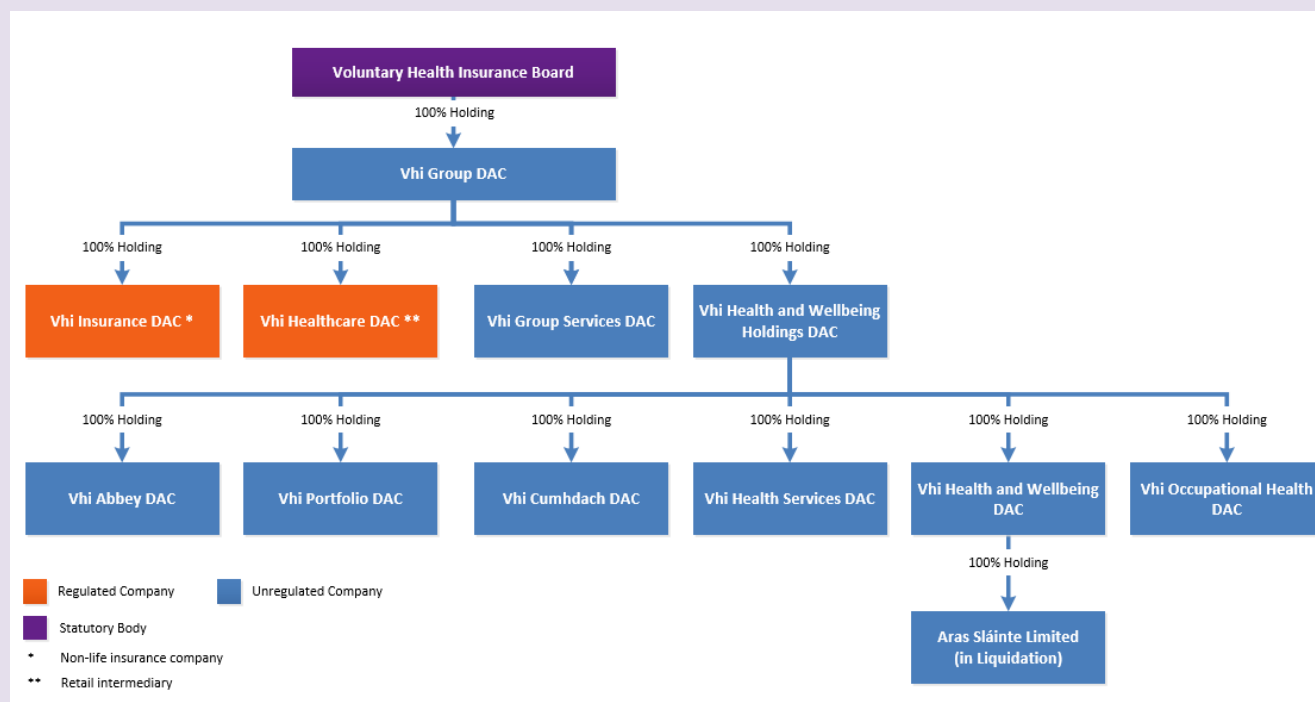 Voluntary Health Insurance Board
100% Holding
Vhi Group DAC
100% Holding
100% Holding
100% Holding
100% Holding
Vhi Insurance DAC *
Vhi Healthcare DAC **
Vhi Group Services DAC
Vhi Health and Wellbeing
Holdings DAC
100% Holding
100% Holding
100% Holding
100% Holding
100% Holding
100% Holding
Vhi Abbey DAC
Vhi Portfolio DAC
Vhi Cumhdach DAC
Vhi Health Services DAC
Vhi Health and Wellbeing
DAC
Vhi Occupational Health
DAC
100% Holding
Aras Sláinte Limited
(in Liquidation)
Regulated Company
Unregulated Company
Statutory Body
* Non-life insurance company
** Retail intermediary